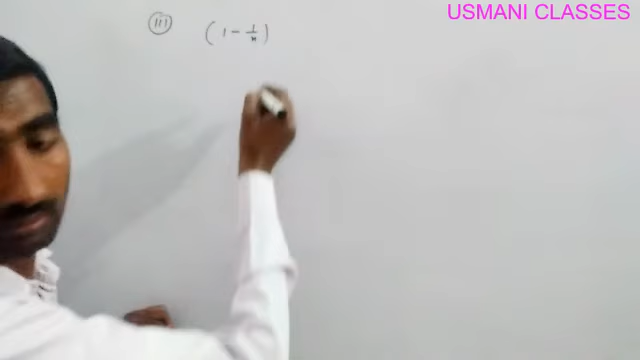 USMANI CLASSES
(iii) (1 - 1/x)